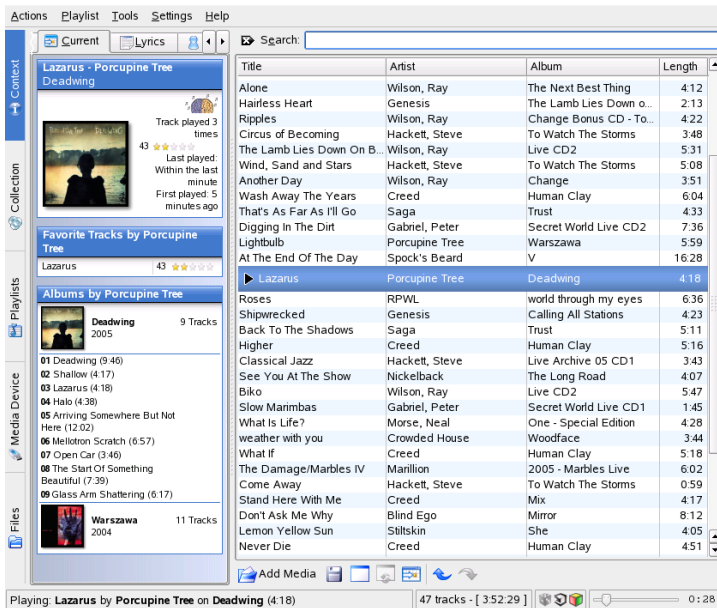 Actions Playlist Tools Settings Help
Context
Collection
Playlists
Media Device
Files
Current Lyrics
Lazarus - Porcupine Tree
Deadwing
Track played 3
times
43
Last played:
Within the last
minute
First played: 5
minutes ago
Favorite Tracks by Porcupine
Tree
Lazarus 43
Albums by Porcupine Tree
Deadwing 9 Tracks
2005
01 Deadwing (9:46)
02 Shallow (4:17)
03 Lazarus (4:18)
04 Halo (4:38)
05 Arriving Somewhere But Not
Here (12:02)
06 Mellotron Scratch (6:57)
07 Open Car (3:46)
08 The Start Of Something
Beautiful (7:39)
09 Glass Arm Shattering (6:17)
Warszawa 11 Tracks
2004
Search:
Title Artist Album Length
Alone Wilson, Ray The Next Best Thing 4:12
Hairless Heart Genesis The Lamb Lies Down o... 2:13
Ripples Wilson, Ray Change Bonus CD - To... 4:22
Circus of Becoming Hackett, Steve To Watch The Storms 3:48
The Lamb Lies Down On B... Wilson, Ray Live CD2 5:31
Wind, Sand and Stars Hackett, Steve To Watch The Storms 5:08
Another Day Wilson, Ray Change 3:51
Wash Away The Years Creed Human Clay 6:04
That's As Far As I'll Go Saga Trust 4:33
Digging In The Dirt Gabriel, Peter Secret World Live CD2 7:36
Lightbulb Porcupine Tree Warszawa 5:59
At The End Of The Day Spock's Beard V 16:28
Lazarus Porcupine Tree Deadwing 4:18
Roses RPWL world through my eyes 6:36
Shipwrecked Genesis Calling All Stations 4:23
Back To The Shadows Saga Trust 5:11
Higher Creed Human Clay 5:16
Classical Jazz Hackett, Steve Live Archive 05 CD1 3:43
See You At The Show Nickelback The Long Road 4:07
Biko Wilson, Ray Live CD2 5:47
Slow Marimbas Gabriel, Peter Secret World Live CD1 1:45
What Is Life? Morse, Neal One - Special Edition 4:28
weather with you Crowded House Woodface 3:44
What If Creed Human Clay 5:18
The Damage/Marbles IV Marillion 2005 - Marbles Live 6:02
Come Away Hackett, Steve To Watch The Storms 0:59
Stand Here With Me Creed Mix 4:17
Don't Ask Me Why Blind Ego Mirror 8:12
Lemon Yellow Sun Stiltskin She 4:05
Never Die Creed Human Clay 4:51
Add Media
Playing: Lazarus by Porcupine Tree on Deadwing (4:18) 47 tracks - [ 3:52:29 ] 0:28